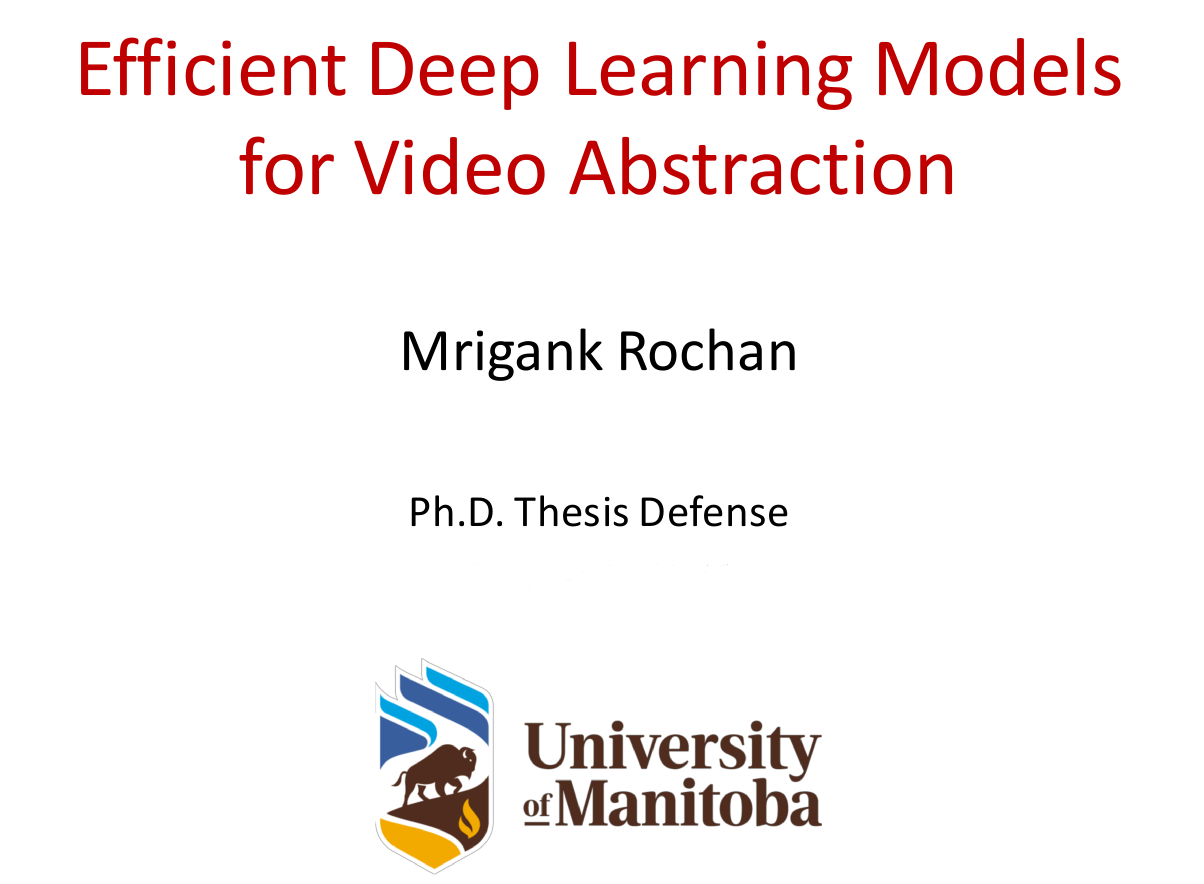 Efficient Deep Learning Models
for Video Abstraction
Mrigank Rochan
Ph.D. Thesis Defense
University
of Manitoba